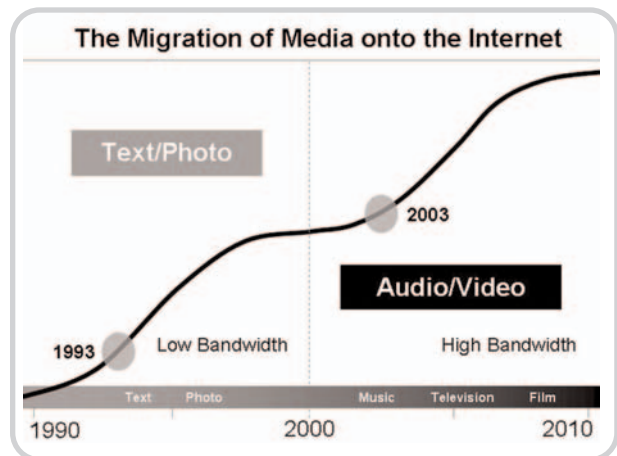 The Migration of Media onto the Internet
Text/Photo
2003
Audio/Video
1993
Low Bandwidth
High Bandwidth
Text Photo Music Television Film
1990 2000 2010